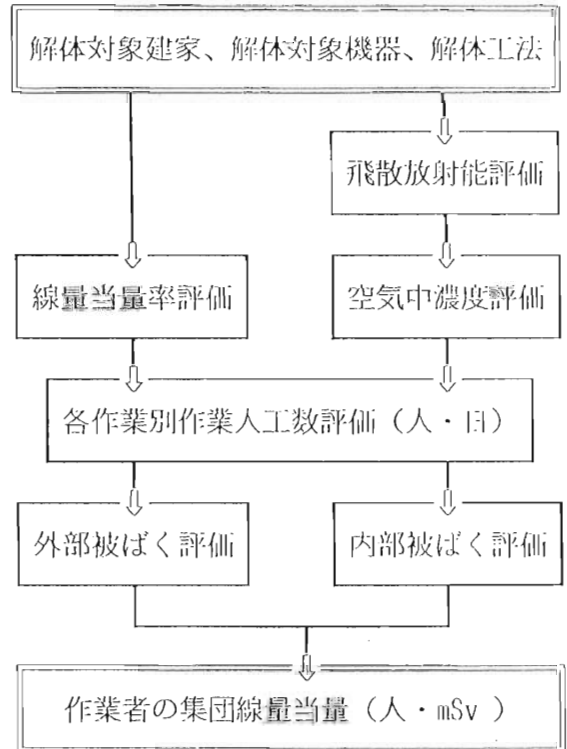 解体対象建家、解体対象機器、解体工法
飛散放射能評価
線量当量率評価
空気中濃度評価
各作業別作業人工数評価（人・日）
外部被ばく評価
内部被ばく評価
作業者の集団線量当量（人・mSv ）